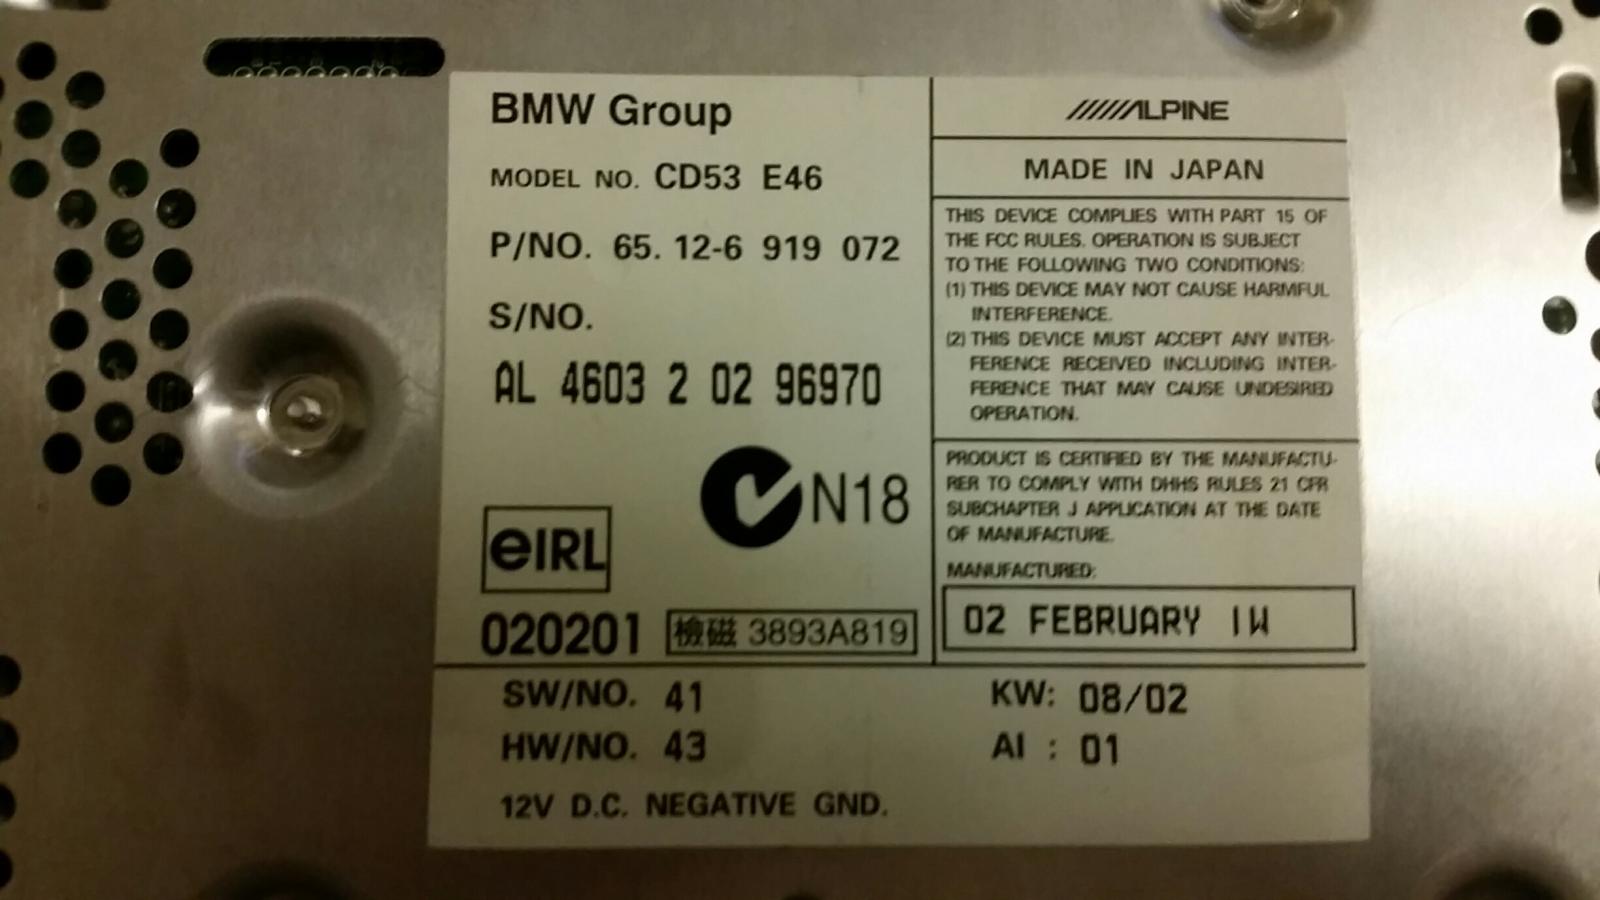 BMW Group
MODEL NO. CD53 E46
P/NO. 65. 12-6 919 072
S/NO.
AL 4603 2 02 96970
N18
eIRL
020201
檢磁 3893A819
ALPINE
MADE IN JAPAN
THIS DEVICE COMPLIES WITH PART 15 OF
THE FCC RULES. OPERATION IS SUBJECT
TO THE FOLLOWING TWO CONDITIONS:
(1) THIS DEVICE MAY NOT CAUSE HARMFUL
INTERFERENCE.
(2) THIS DEVICE MUST ACCEPT ANY INTER-
FERENCE RECEIVED INCLUDING INTER-
FERENCE THAT MAY CAUSE UNDESIRED
OPERATION.
PRODUCT IS CERTIFIED BY THE MANUFACTU-
RER TO COMPLY WITH DHHS RULES 21 CFR
SUBCHAPTER J APPLICATION AT THE DATE
OF MANUFACTURE.
MANUFACTURED:
02 FEBRUARY IW
SW/NO. 41
KW: 08/02
HW/NO. 43
AI : 01
12V D.C. NEGATIVE GND.